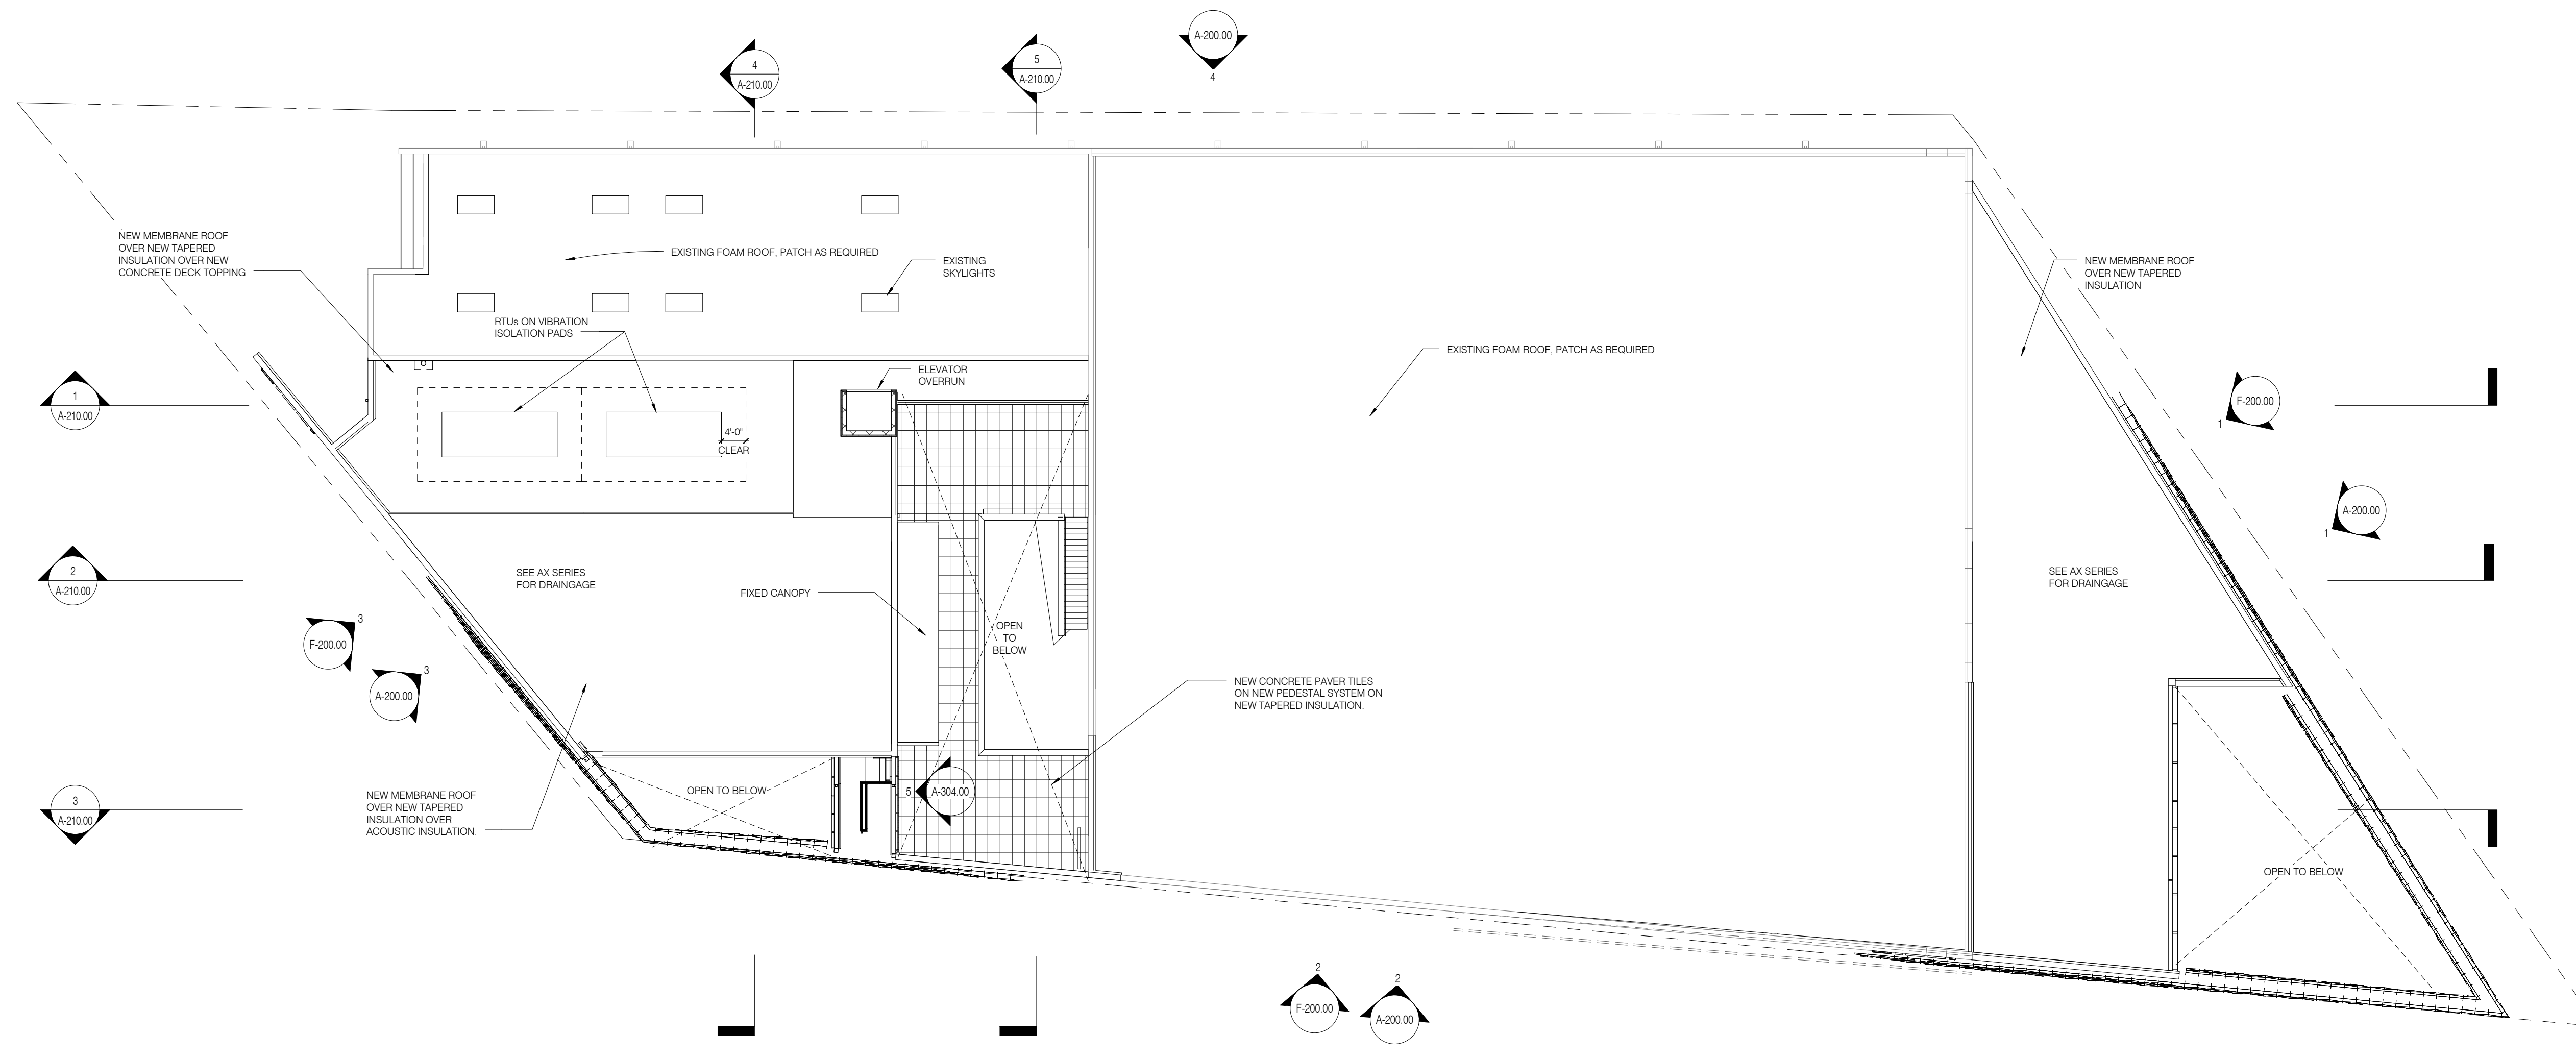 A-200.00
4
4
A-210.00
5
A-210.00
NEW MEMBRANE ROOF
OVER NEW TAPERED
INSULATION OVER NEW
CONCRETE DECK TOPPING
EXISTING FOAM ROOF, PATCH AS REQUIRED
EXISTING
SKYLIGHTS
NEW MEMBRANE ROOF
OVER NEW TAPERED
INSULATION
RTUs ON VIBRATION
ISOLATION PADS
EXISTING FOAM ROOF, PATCH AS REQUIRED
ELEVATOR
OVERRUN
1
A-210.00
F-200.00
1
4'-0"
CLEAR
A-200.00
1
2
A-210.00
SEE AX SERIES
FOR DRAINGAGE
SEE AX SERIES
FOR DRAINGAGE
FIXED CANOPY
OPEN
TO
BELOW
3
F-200.00
3
A-200.00
NEW CONCRETE PAVER TILES
ON NEW PEDESTAL SYSTEM ON
NEW TAPERED INSULATION.
3
A-210.00
NEW MEMBRANE ROOF
OVER NEW TAPERED
INSULATION OVER
ACOUSTIC INSULATION.
OPEN TO BELOW
5
A-304.00
OPEN TO BELOW
2
F-200.00
2
A-200.00